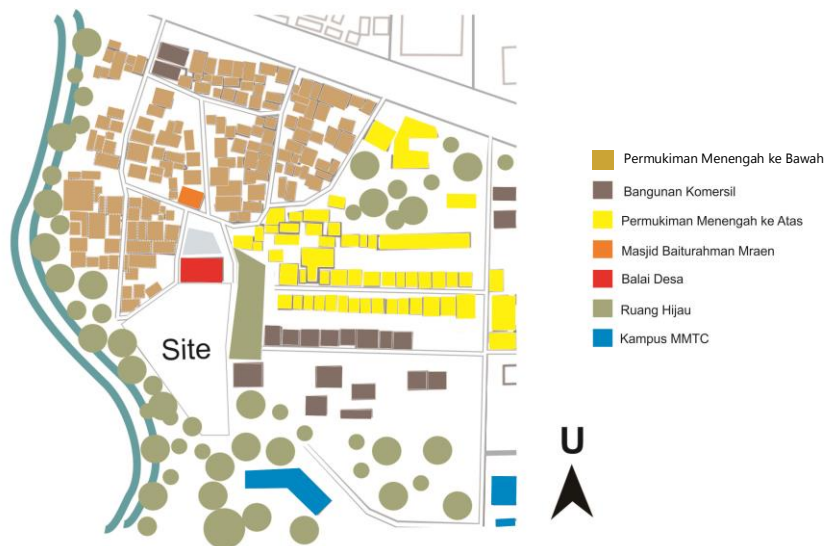 Permukiman Menengah ke Bawah
Bangunan Komersil
Permukiman Menengah ke Atas
Masjid Baiturahman Mraen
Balai Desa
Ruang Hijau
Kampus MMTC
Site
U